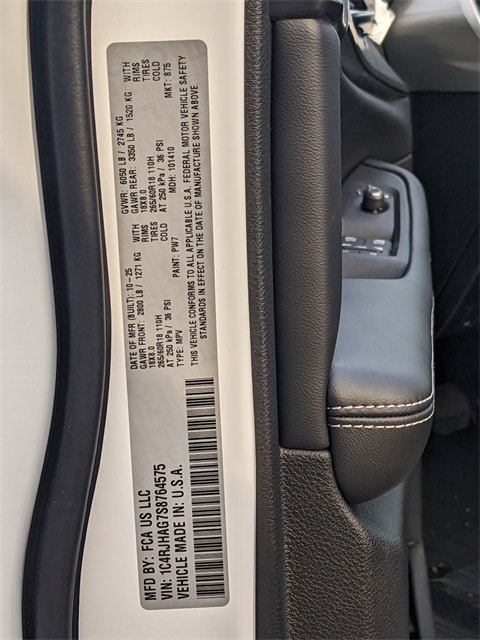 MFD BY: FCA US LLC
VIN: 1C4RJHAG7S8764575
VEHICLE MADE IN: U.S.A.
DATE OF MFR (BUILT): 10-25
GVWR: 6050 LB / 2745 KG
GAWR FRONT: 2800 LB / 1271 KG WITH
GAWR REAR: 3350 LB / 1520 KG WITH
18X8.0 RIMS
18X8.0 RIMS
265/60R18 110H TIRES
265/60R18 110H TIRES
AT 250 kPa / 36 PSI COLD
AT 250 kPa / 36 PSI COLD
TYPE: MPV PAINT: PW7 MDH: 101410 MKT: 875
THIS VEHICLE CONFORMS TO ALL APPLICABLE U.S.A. FEDERAL MOTOR VEHICLE SAFETY
STANDARDS IN EFFECT ON THE DATE OF MANUFACTURE SHOWN ABOVE.